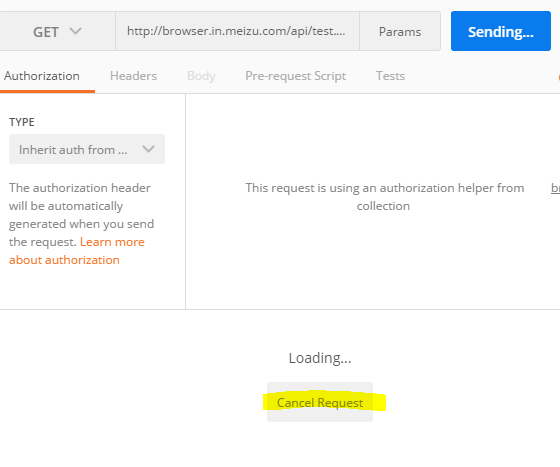 GET http://browser.in.meizu.com/api/test.... Params Sending...
Authorization Headers Body Pre-request Script Tests
TYPE
Inherit auth from ...
The authorization header
will be automatically
generated when you send
the request. Learn more
about authorization
This request is using an authorization helper from
collection
Loading...
Cancel Request